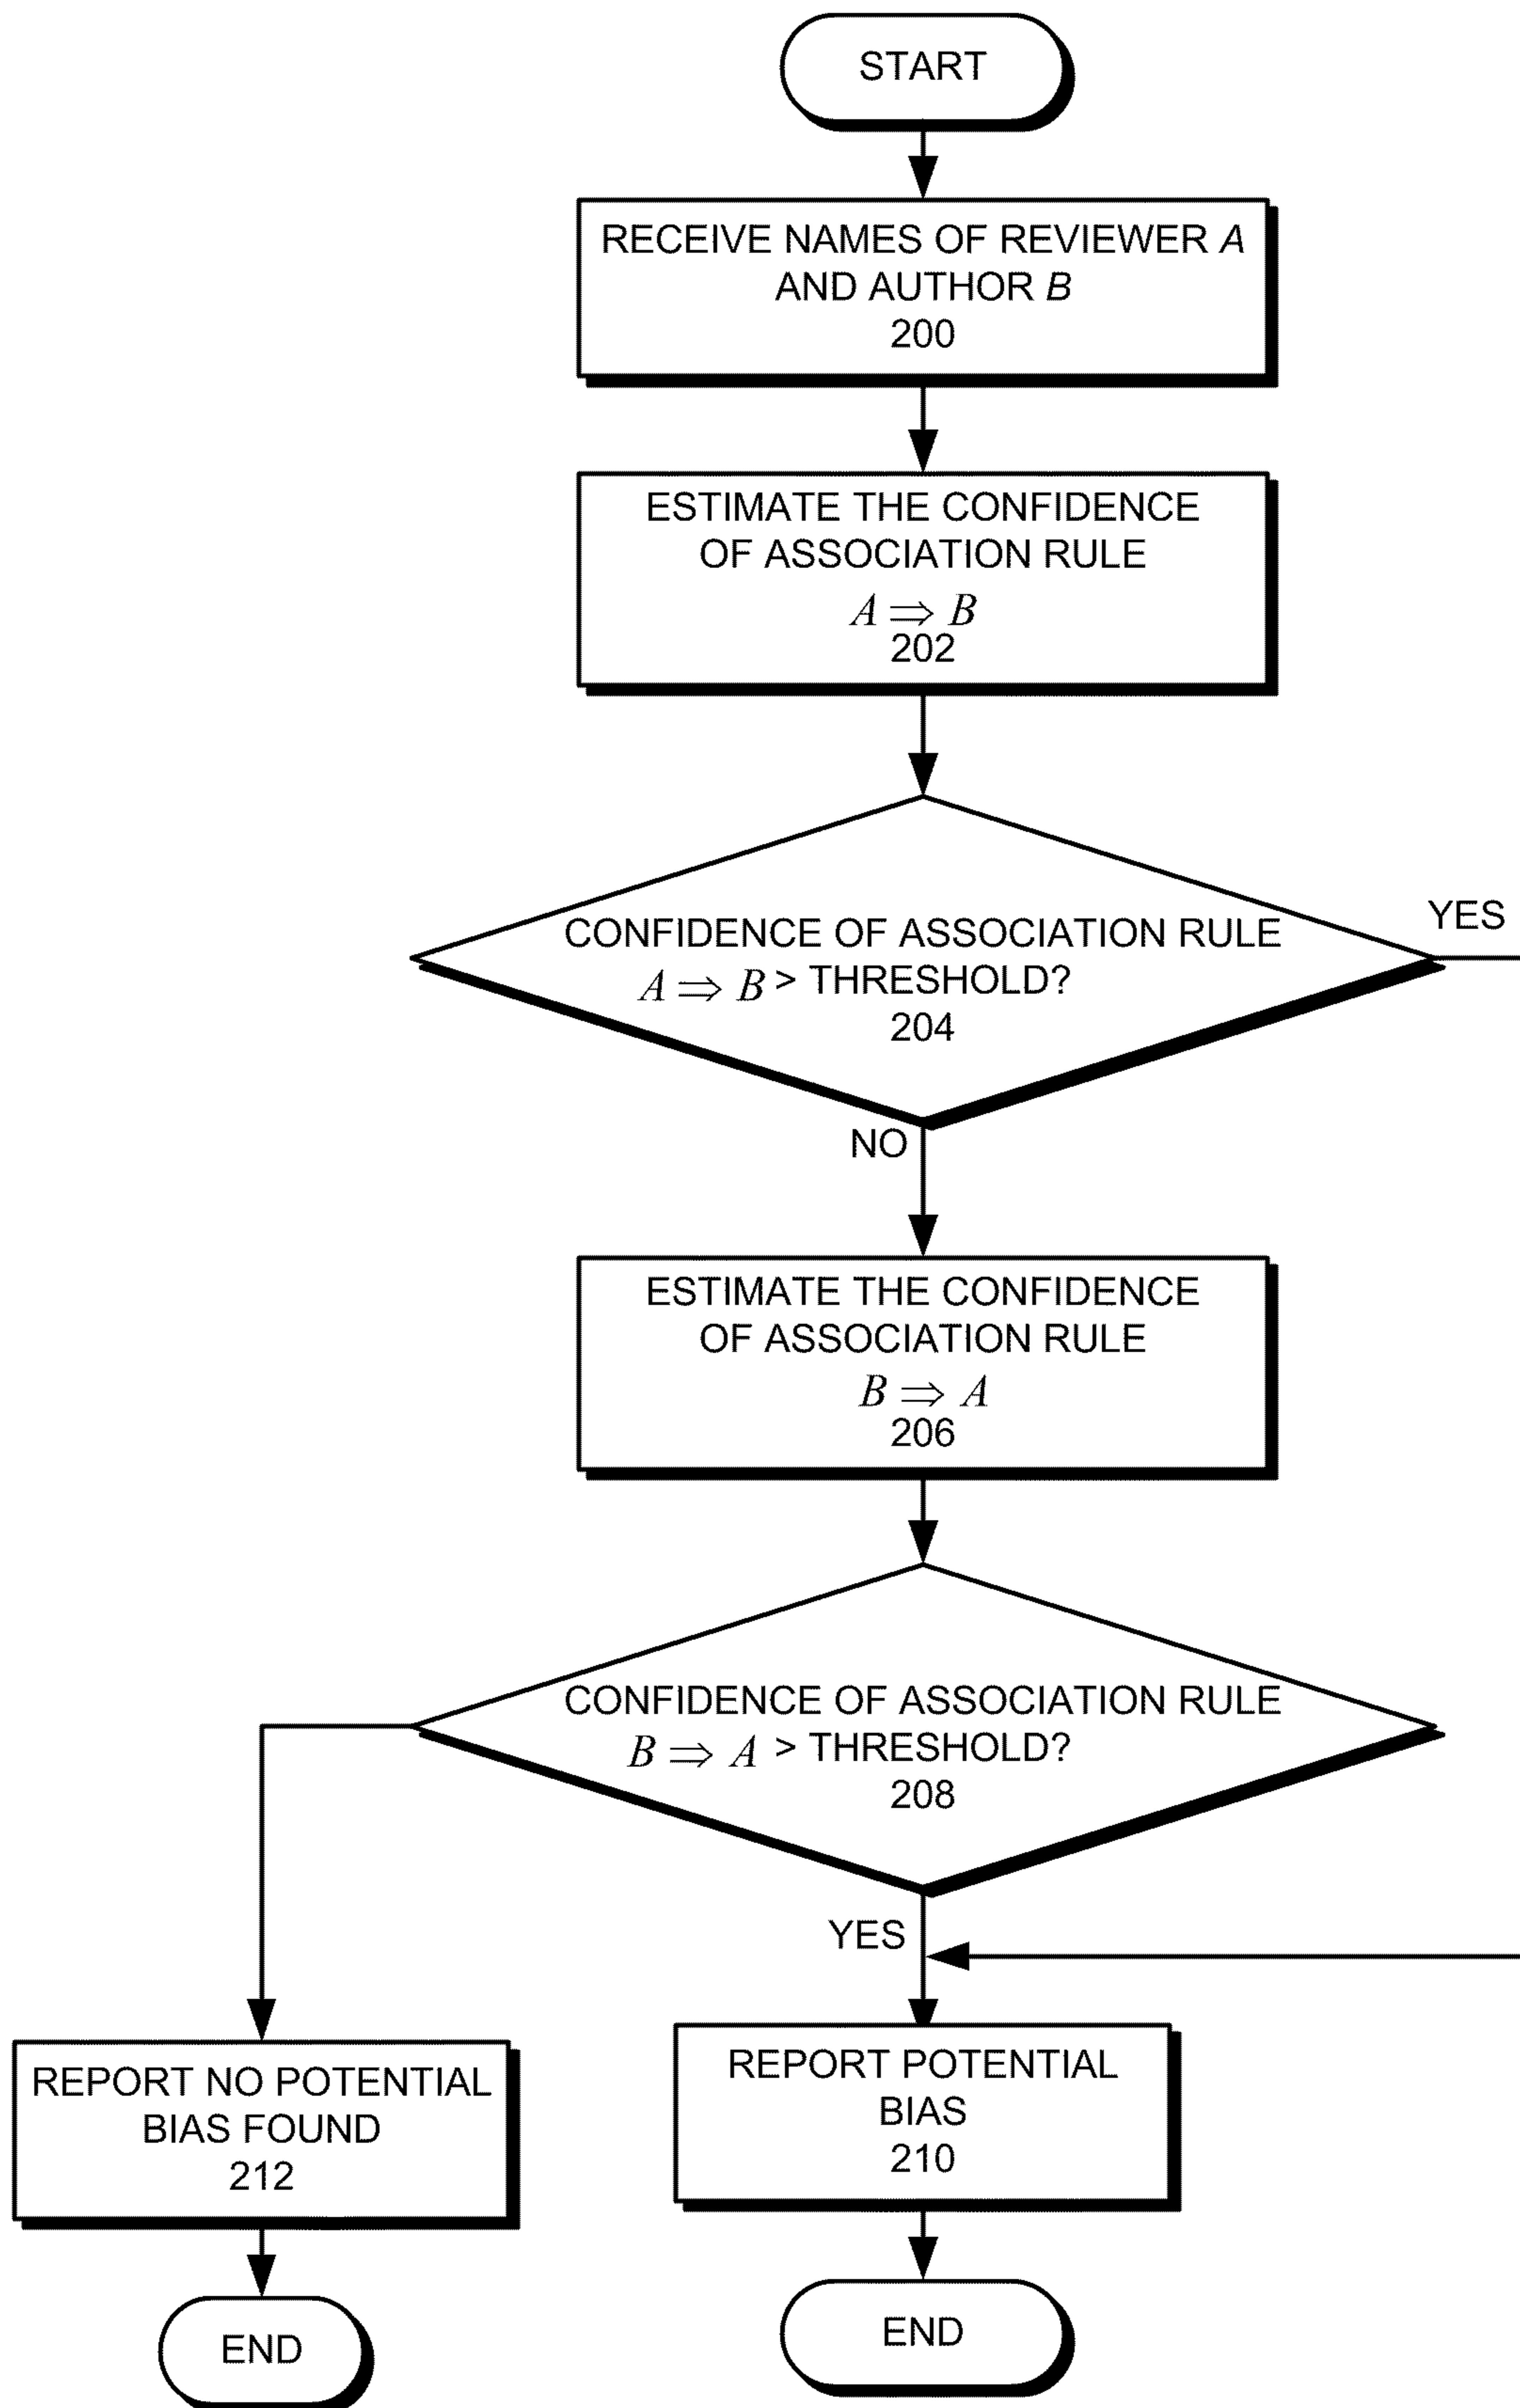 START
RECEIVE NAMES OF REVIEWER A
AND AUTHOR B
200
ESTIMATE THE CONFIDENCE
OF ASSOCIATION RULE
A ⇒ B
202
CONFIDENCE OF ASSOCIATION RULE
A ⇒ B > THRESHOLD?
204
YES
NO
ESTIMATE THE CONFIDENCE
OF ASSOCIATION RULE
B ⇒ A
206
CONFIDENCE OF ASSOCIATION RULE
B ⇒ A > THRESHOLD?
208
YES
REPORT NO POTENTIAL
BIAS FOUND
212
REPORT POTENTIAL
BIAS
210
END
END